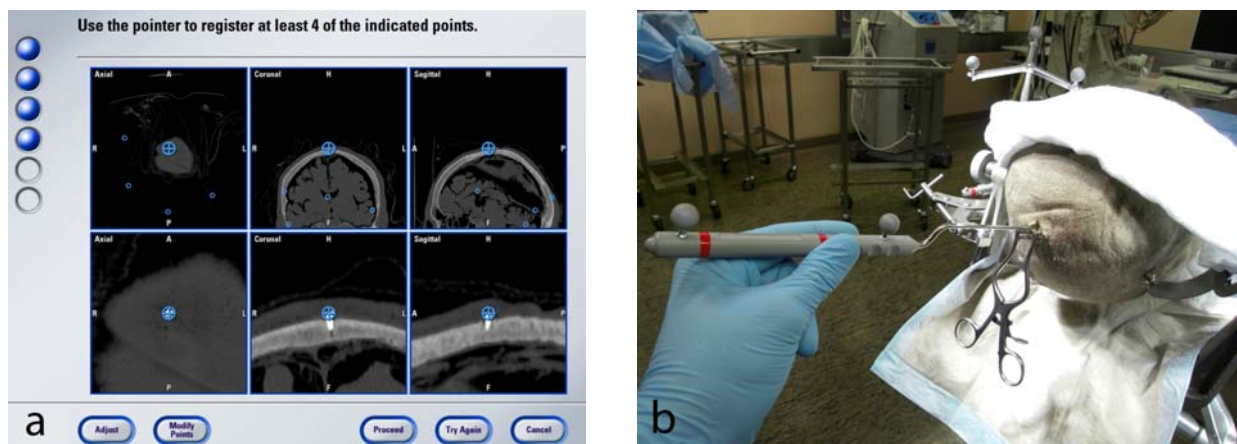 Use the pointer to register at least 4 of the indicated points.
Axial A R L P
Coronal H R L F
Sagittal H A P F
Axial A R L P
Coronal H R L F
Sagittal H A P F
Adjust
Modify
Points
Proceed
Try Again
Cancel
a
b